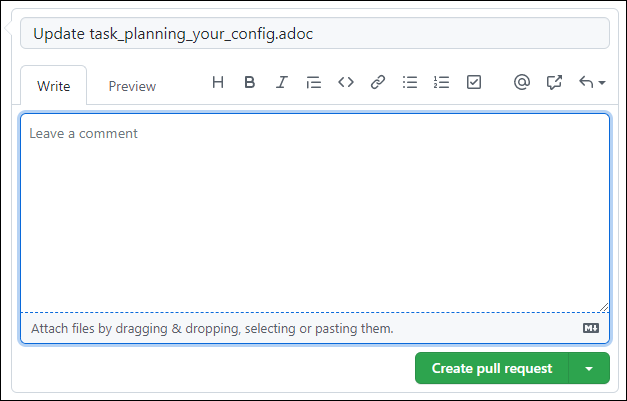 Update task_planning_your_config.adoc
Write Preview H B I @
Leave a comment
Attach files by dragging & dropping, selecting or pasting them. M
Create pull request